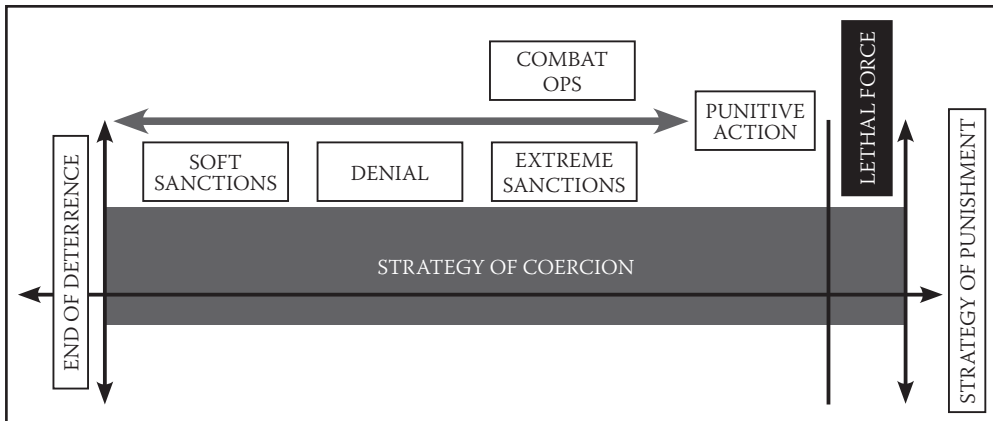 COMBAT
OPS
PUNITIVE
ACTION
LETHAL FORCE
SOFT
SANCTIONS
DENIAL
EXTREME
SANCTIONS
END OF DETERRENCE
STRATEGY OF COERCION
STRATEGY OF PUNISHMENT